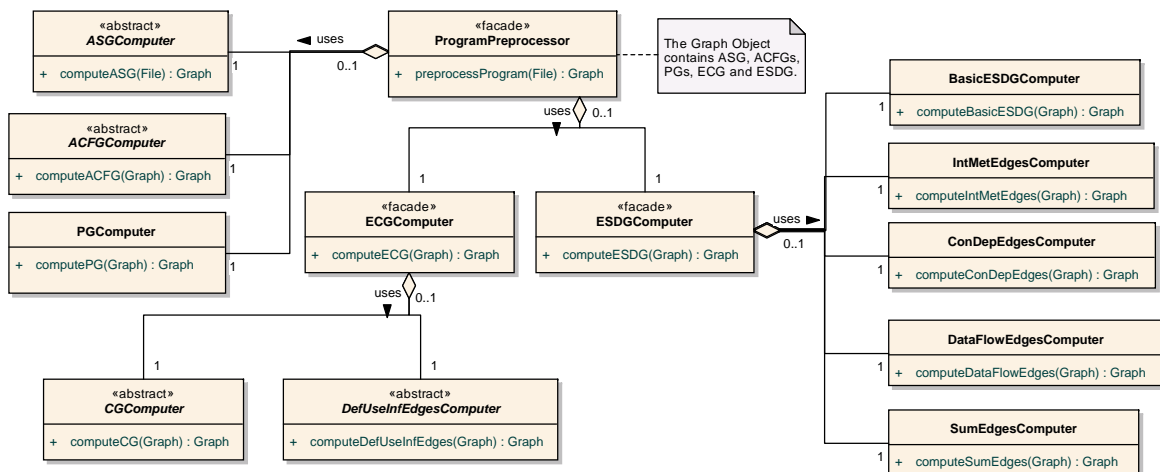 «abstract»
ASGComputer
+ computeASG(File) : Graph
1
uses
0..1
«facade»
ProgramPreprocessor
+ preprocessProgram(File) : Graph
The Graph Object
contains ASG, ACFGs,
PGs, ECG and ESDG.
«abstract»
ACFGComputer
+ computeACFG(Graph) : Graph
1
PGComputer
+ computePG(Graph) : Graph
1
uses
0..1
1
1
«facade»
ECGComputer
+ computeECG(Graph) : Graph
«facade»
ESDGComputer
+ computeESDG(Graph) : Graph
uses
0..1
uses
0..1
1
1
«abstract»
CGComputer
+ computeCG(Graph) : Graph
«abstract»
DefUseInfEdgesComputer
+ computeDefUseInfEdges(Graph) : Graph
BasicESDGComputer
1
+ computeBasicESDG(Graph) : Graph
IntMetEdgesComputer
1
+ computeIntMetEdges(Graph) : Graph
ConDepEdgesComputer
1
+ computeConDepEdges(Graph) : Graph
DataFlowEdgesComputer
1
+ computeDataFlowEdges(Graph) : Graph
SumEdgesComputer
1
+ computeSumEdges(Graph) : Graph